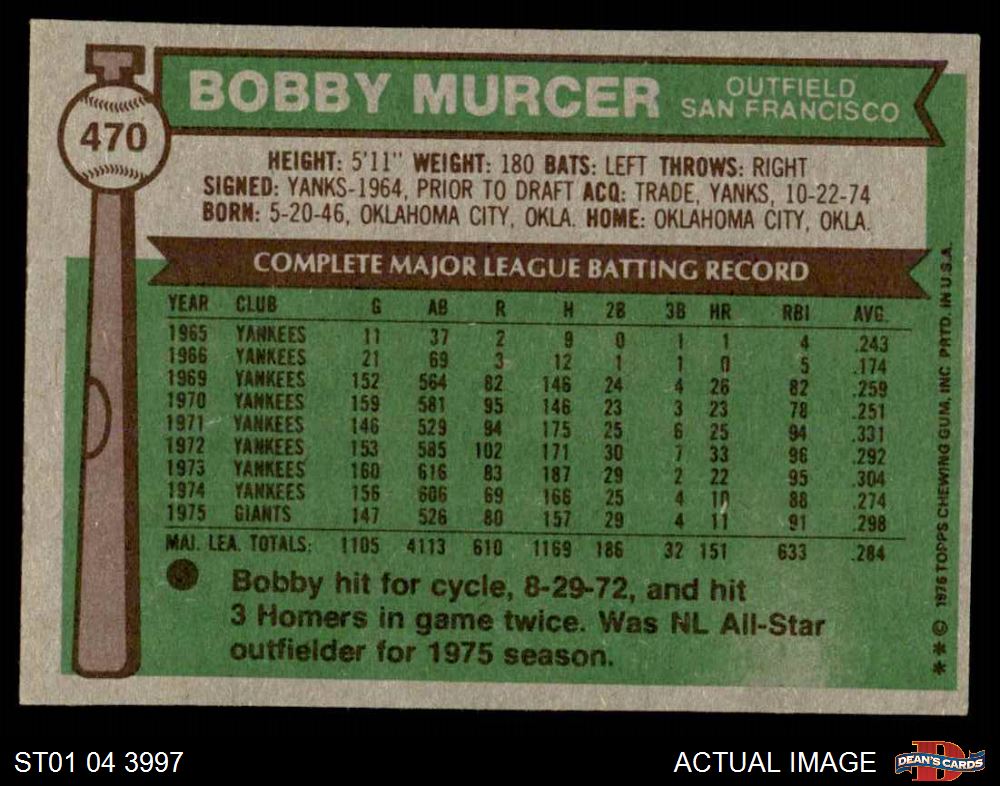 470
BOBBY MURCER
OUTFIELD
SAN FRANCISCO
HEIGHT: 5'11" WEIGHT: 180 BATS: LEFT THROWS: RIGHT
SIGNED: YANKS-1964, PRIOR TO DRAFT ACQ: TRADE, YANKS, 10-22-74
BORN: 5-20-46, OKLAHOMA CITY, OKLA. HOME: OKLAHOMA CITY, OKLA.
COMPLETE MAJOR LEAGUE BATTING RECORD
YEAR CLUB G AB R H 2B 3B HR RBI AVG.
1965 YANKEES 11 37 2 9 0 1 1 4 .243
1966 YANKEES 21 69 3 12 1 1 0 5 .174
1969 YANKEES 152 564 82 146 24 4 26 82 .259
1970 YANKEES 159 581 95 146 23 3 23 78 .251
1971 YANKEES 146 529 94 175 25 6 25 94 .331
1972 YANKEES 153 585 102 171 30 7 33 96 .292
1973 YANKEES 160 616 83 187 29 2 22 95 .304
1974 YANKEES 156 606 69 166 25 4 10 88 .274
1975 GIANTS 147 526 80 157 29 4 11 91 .298
MAJ. LEA. TOTALS: 1105 4113 610 1169 186 32 151 633 .284
Bobby hit for cycle, 8-29-72, and hit
3 Homers in game twice. Was NL All-Star
outfielder for 1975 season.
** © 1976 TOPPS CHEWING GUM, INC. PRTD. IN U.S.A.
ST01 04 3997
ACTUAL IMAGE
D
DEAN'S CARDS